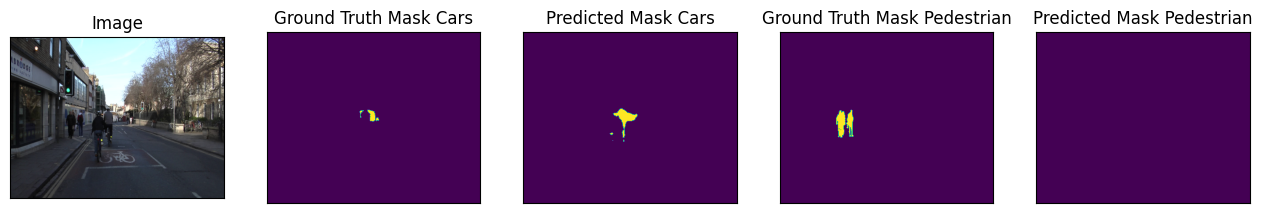 Image
Ground Truth Mask Cars
Predicted Mask Cars
Ground Truth Mask Pedestrian
Predicted Mask Pedestrian